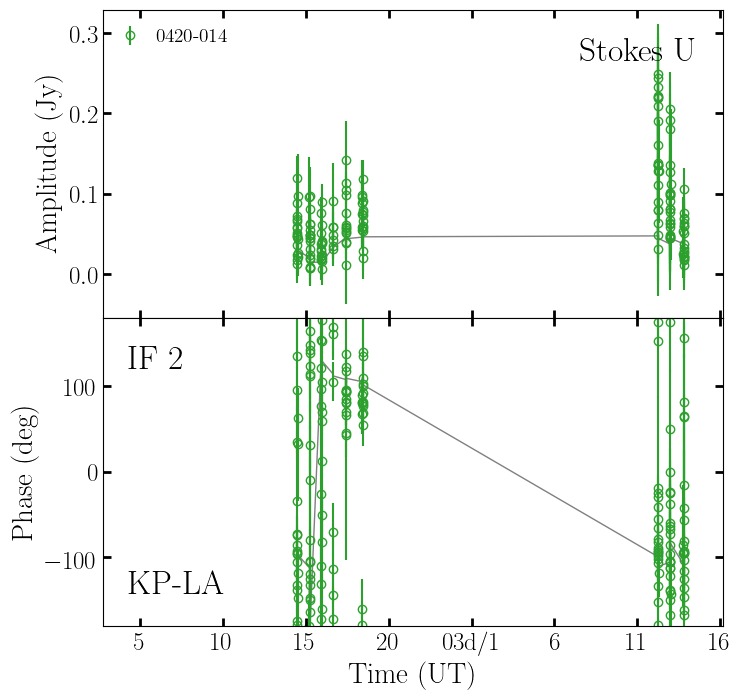 0420-014
Stokes U
0.3
0.2
0.1
0.0
Amplitude (Jy)
IF 2
100
0
−100
Phase (deg)
KP-LA
5 10 15 20 03d/1 6 11 16
Time (UT)